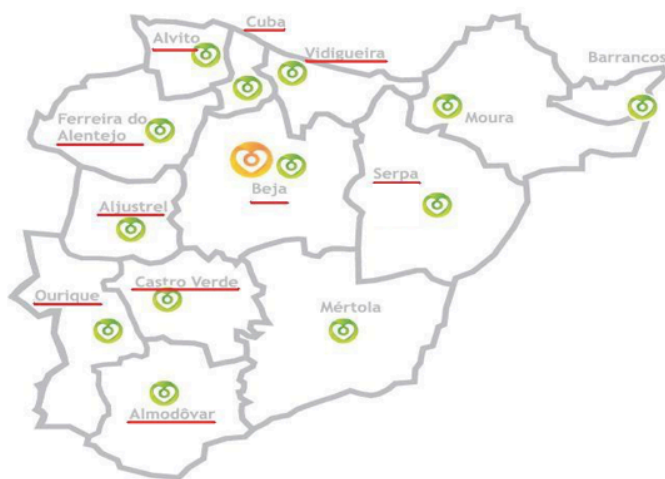 Cuba
Alvito
Vidigueira
Barrancos
Ferreira do
Alentejo
Moura
Beja
Serpa
Aljustrel
Castro Verde
Ourique
Mértola
Almodôvar